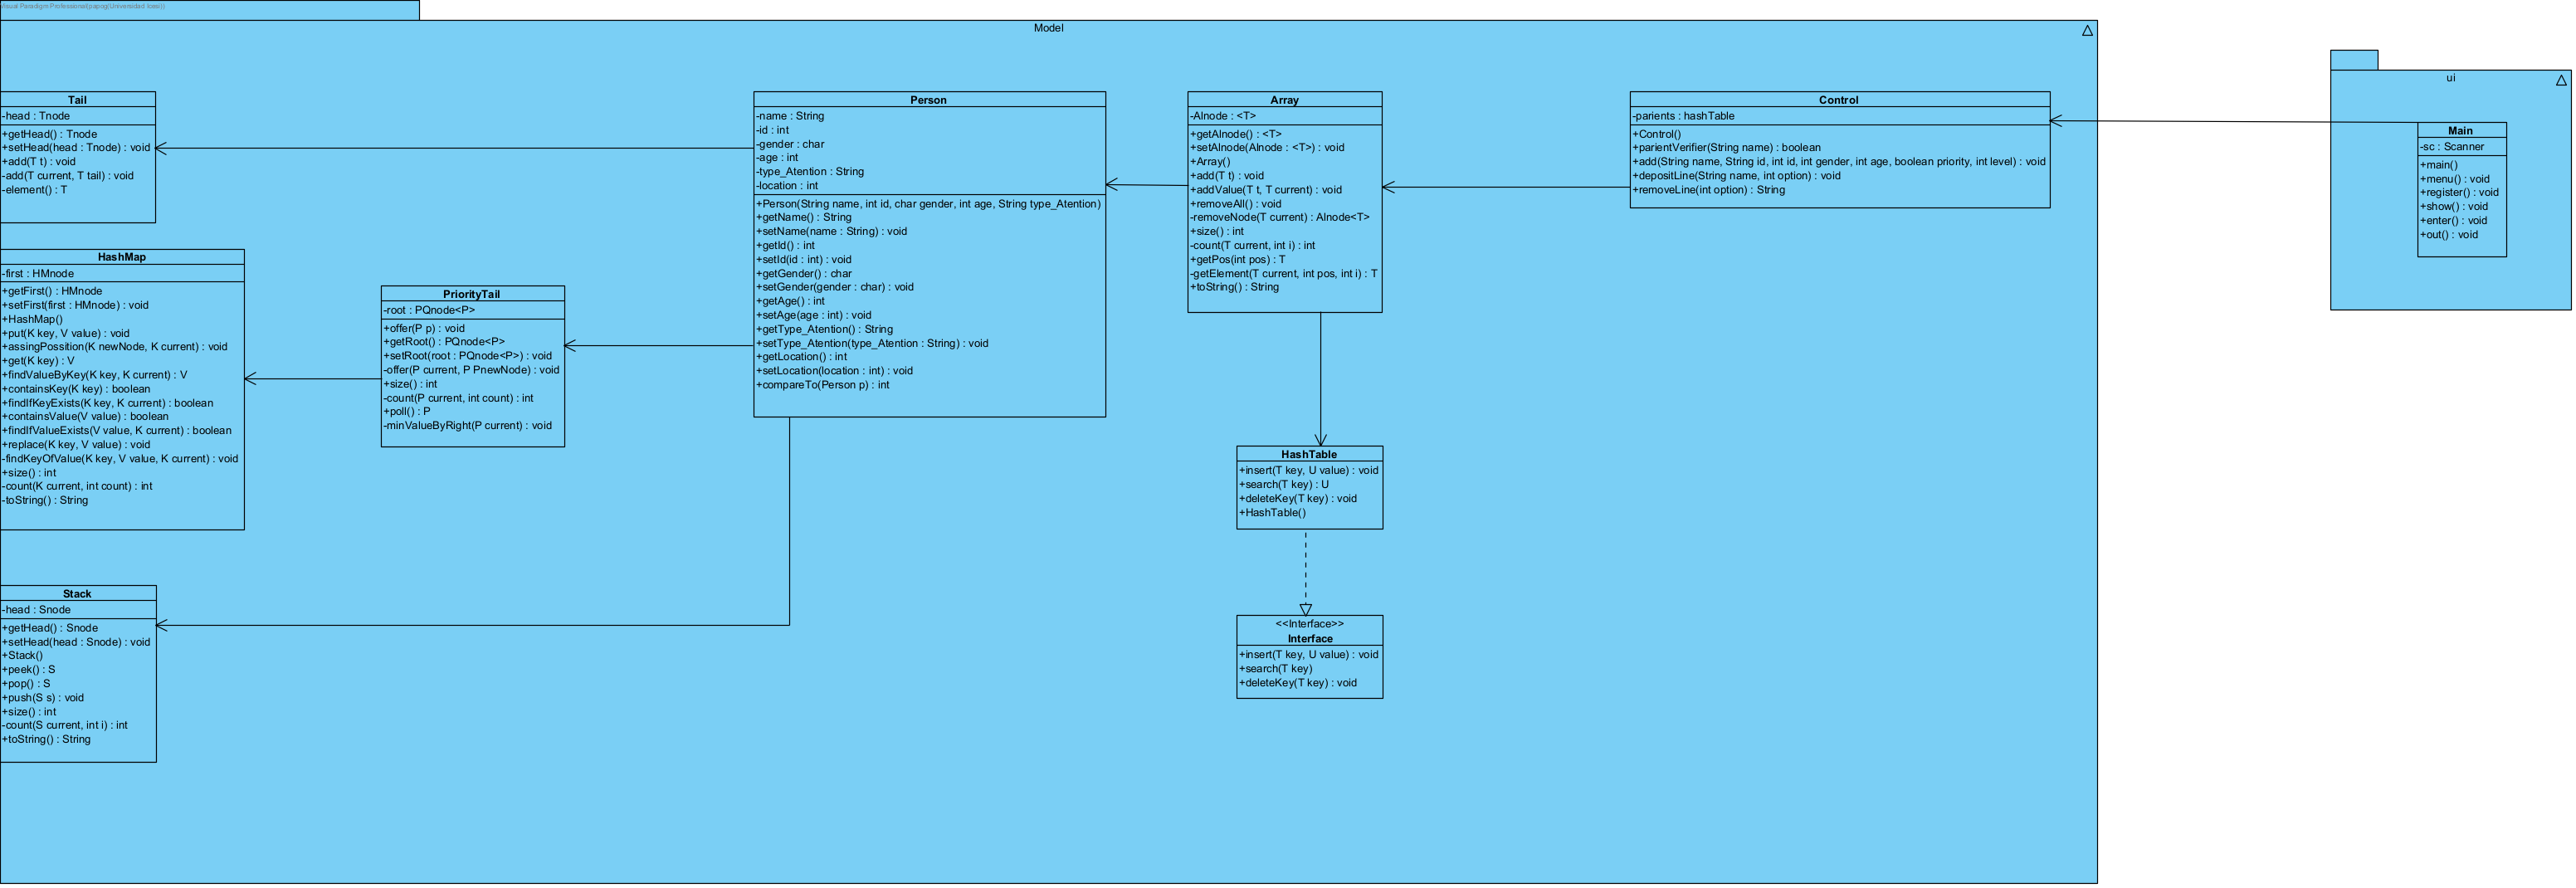 Visual Paradigm Professional(papog(Universidad Icesi))
Model
Tail
-head : Tnode
+getHead() : Tnode
+setHead(head : Tnode) : void
+add(T t) : void
-add(T current, T tail) : void
-element() : T
HashMap
-first : HMnode
+getFirst() : HMnode
+setFirst(first : HMnode) : void
+HashMap()
+put(K key, V value) : void
+assingPossition(K newNode, K current) : void
+get(K key) : V
+findValueByKey(K key, K current) : V
+containsKey(K key) : boolean
+findIfKeyExists(K key, K current) : boolean
+containsValue(V value) : boolean
+findIfValueExists(V value, K current) : boolean
+replace(K key, V value) : void
-findKeyOfValue(K key, V value, K current) : void
+size() : int
-count(K current, int count) : int
-toString() : String
Stack
-head : Snode
+getHead() : Snode
+setHead(head : Snode) : void
+Stack()
+peek() : S
+pop() : S
+push(S s) : void
+size() : int
-count(S current, int i) : int
+toString() : String
PriorityTail
-root : PQnode<P>
+offer(P p) : void
+getRoot() : PQnode<P>
+setRoot(root : PQnode<P>) : void
-offer(P current, P PnewNode) : void
+size() : int
-count(P current, int count) : int
+poll() : P
-minValueByRight(P current) : void
Person
-name : String
-id : int
-gender : char
-age : int
-type_Atention : String
-location : int
+Person(String name, int id, char gender, int age, String type_Atention)
+getName() : String
+setName(name : String) : void
+getId() : int
+setId(id : int) : void
+getGender() : char
+setGender(gender : char) : void
+getAge() : int
+setAge(age : int) : void
+getType_Atention() : String
+setType_Atention(type_Atention : String) : void
+getLocation() : int
+setLocation(location : int) : void
+compareTo(Person p) : int
Array
-Alnode : <T>
+getAlnode() : <T>
+setAlnode(Alnode : <T>) : void
+Array()
+add(T t) : void
+addValue(T t, T current) : void
+removeAll() : void
-removeNode(T current) : Alnode<T>
+size() : int
-count(T current, int i) : int
+getPos(int pos) : T
-getElement(T current, int pos, int i) : T
+toString() : String
HashTable
+insert(T key, U value) : void
+search(T key) : U
+deleteKey(T key) : void
+HashTable()
<<Interface>>
Interface
+insert(T key, U value) : void
+search(T key)
+deleteKey(T key) : void
Control
-parients : hashTable
+Control()
+parientVerifier(String name) : boolean
+add(String name, String id, int id, int gender, int age, boolean priority, int level) : void
+depositLine(String name, int option) : void
+removeLine(int option) : String
ui
Main
-sc : Scanner
+main()
+menu() : void
+register() : void
+show() : void
+enter() : void
+out() : void